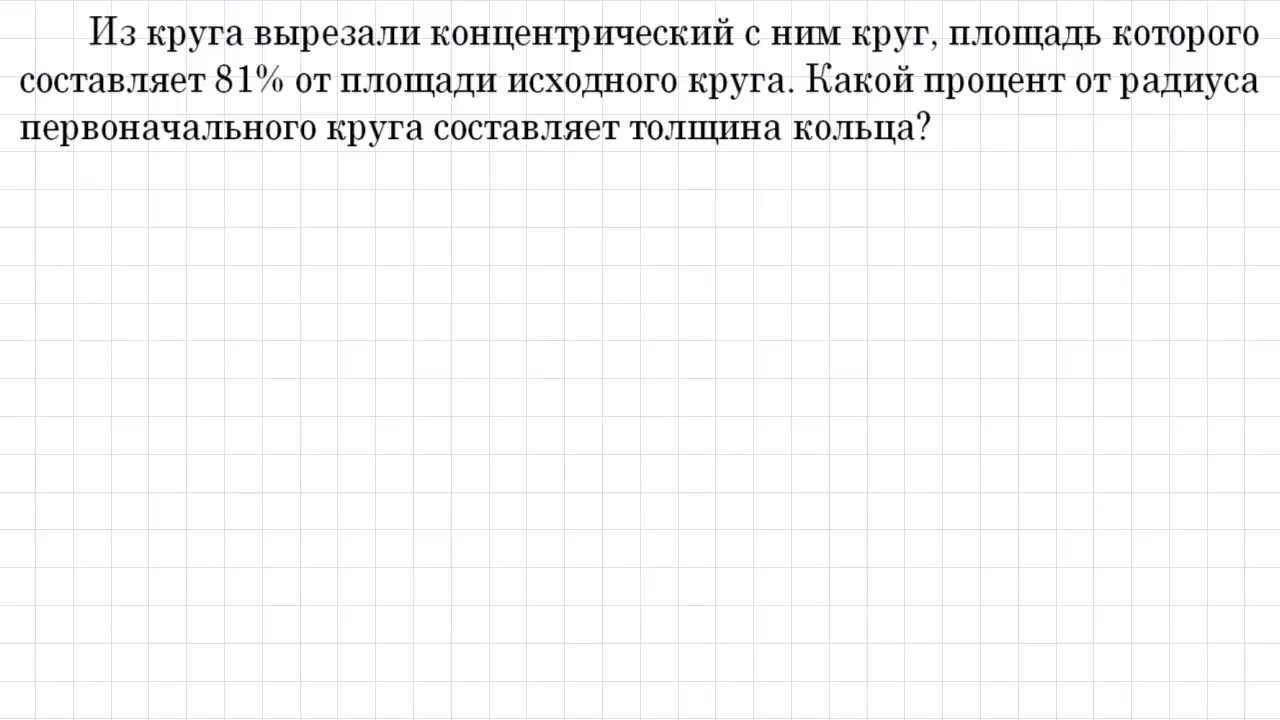 Из круга вырезали концентрический с ним круг, площадь которого
составляет 81% от площади исходного круга. Какой процент от радиуса
первоначального круга составляет толщина кольца?